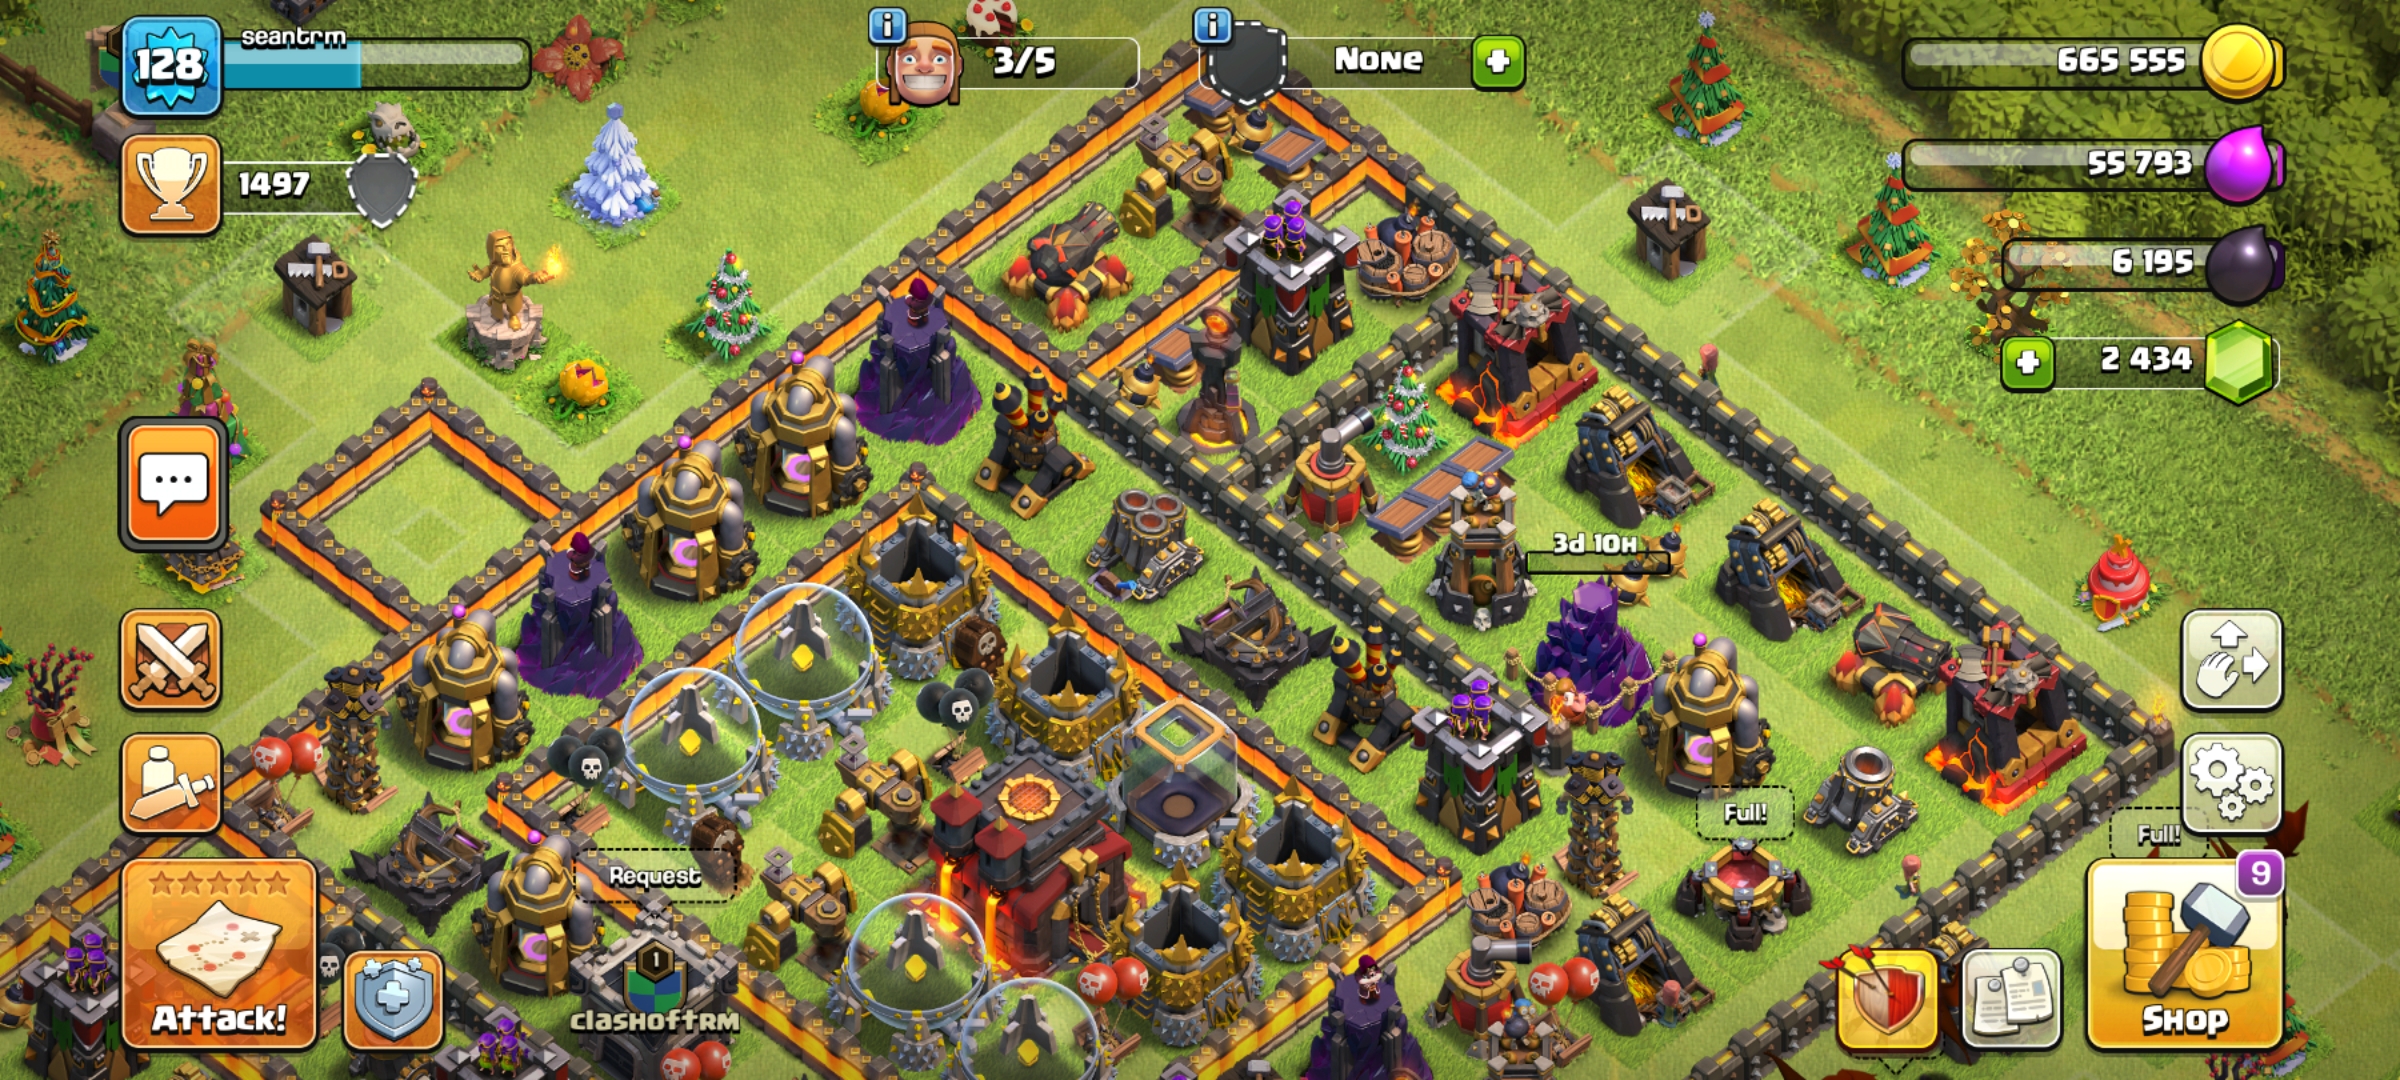 128
seantrm
3/5
None
665 555
1497
55 793
6 195
2 434
3d 10H
Full!
Full!
9
Request
1
Attack!
clashoftrm
Shop